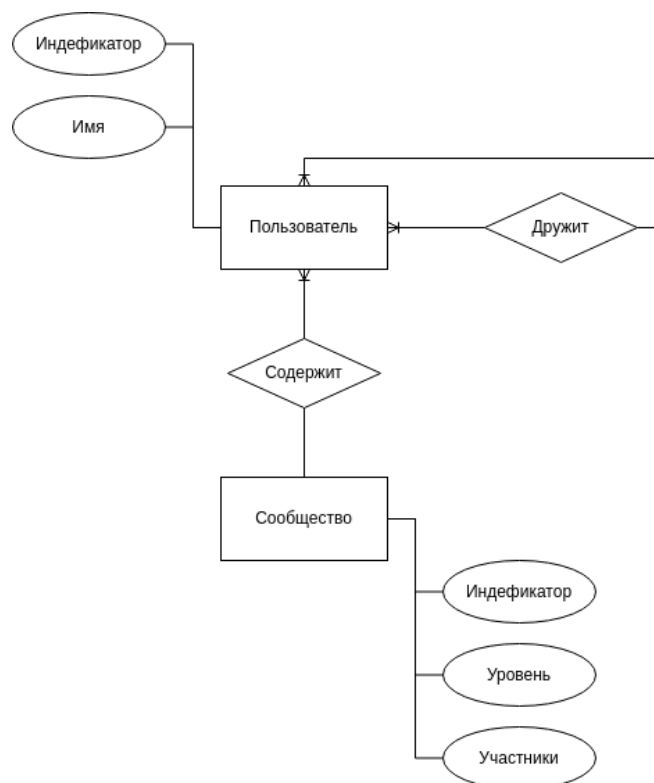 Индефикатор
Имя
Пользователь
Дружит
Содержит
Сообщество
Индефикатор
Уровень
Участники